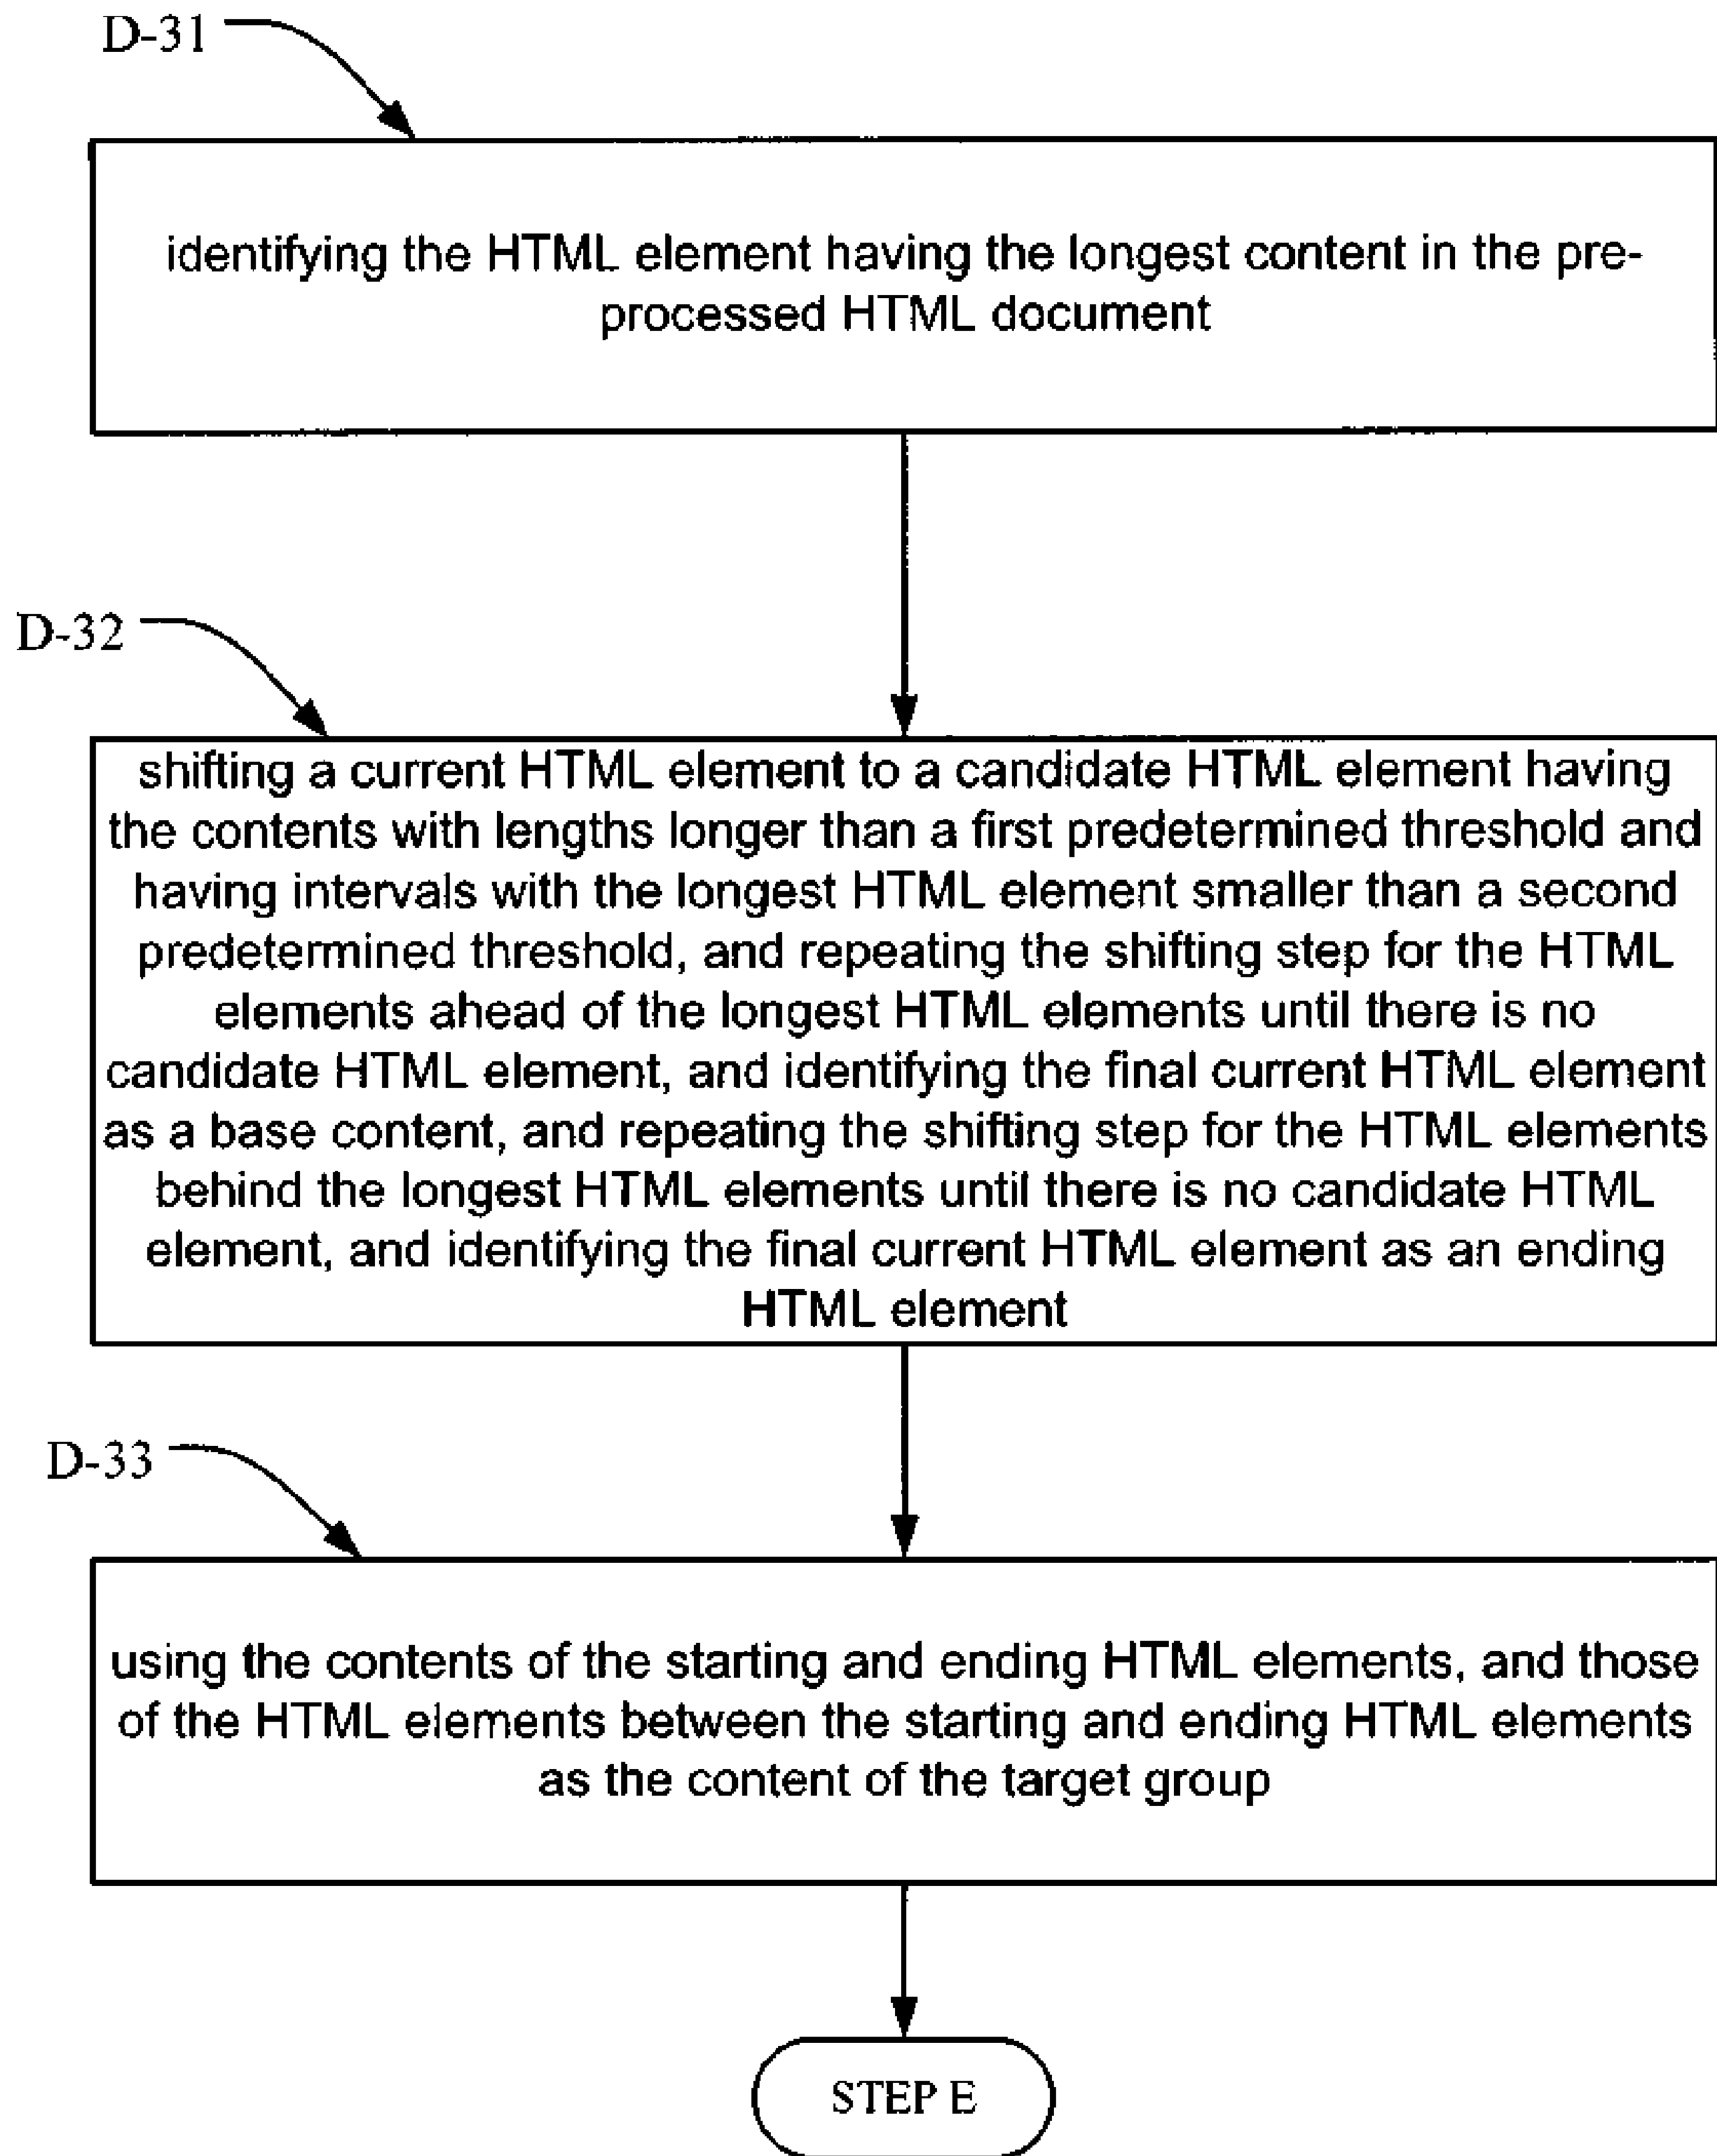 D-31
identifying the HTML element having the longest content in the pre-
processed HTML document
D-32
shifting a current HTML element to a candidate HTML element having
the contents with lengths longer than a first predetermined threshold and
having intervals with the longest HTML element smaller than a second
predetermined threshold, and repeating the shifting step for the HTML
elements ahead of the longest HTML elements until there is no
candidate HTML element, and identifying the final current HTML element
as a base content, and repeating the shifting step for the HTML elements
behind the longest HTML elements until there is no candidate HTML
element, and identifying the final current HTML element as an ending
HTML element
D-33
using the contents of the starting and ending HTML elements, and those
of the HTML elements between the starting and ending HTML elements
as the content of the target group
STEP E